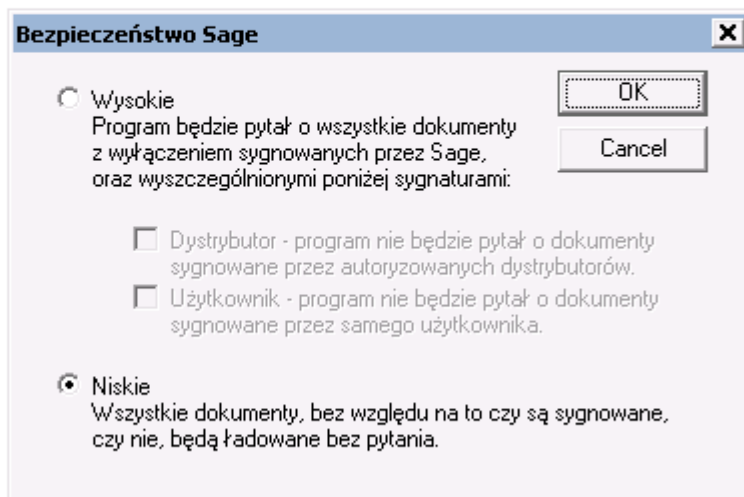 Bezpieczeństwo Sage
Wysokie
Program będzie pytał o wszystkie dokumenty
z wyłączeniem sygnowanych przez Sage,
oraz wyszczególnionymi poniżej sygnaturami:
OK
Cancel
Dystrybutor - program nie będzie pytał o dokumenty
sygnowane przez autoryzowanych dystrybutorów.
Użytkownik - program nie będzie pytał o dokumenty
sygnowane przez samego użytkownika.
Niskie
Wszystkie dokumenty, bez względu na to czy są sygnowane,
czy nie, będą ładowane bez pytania.